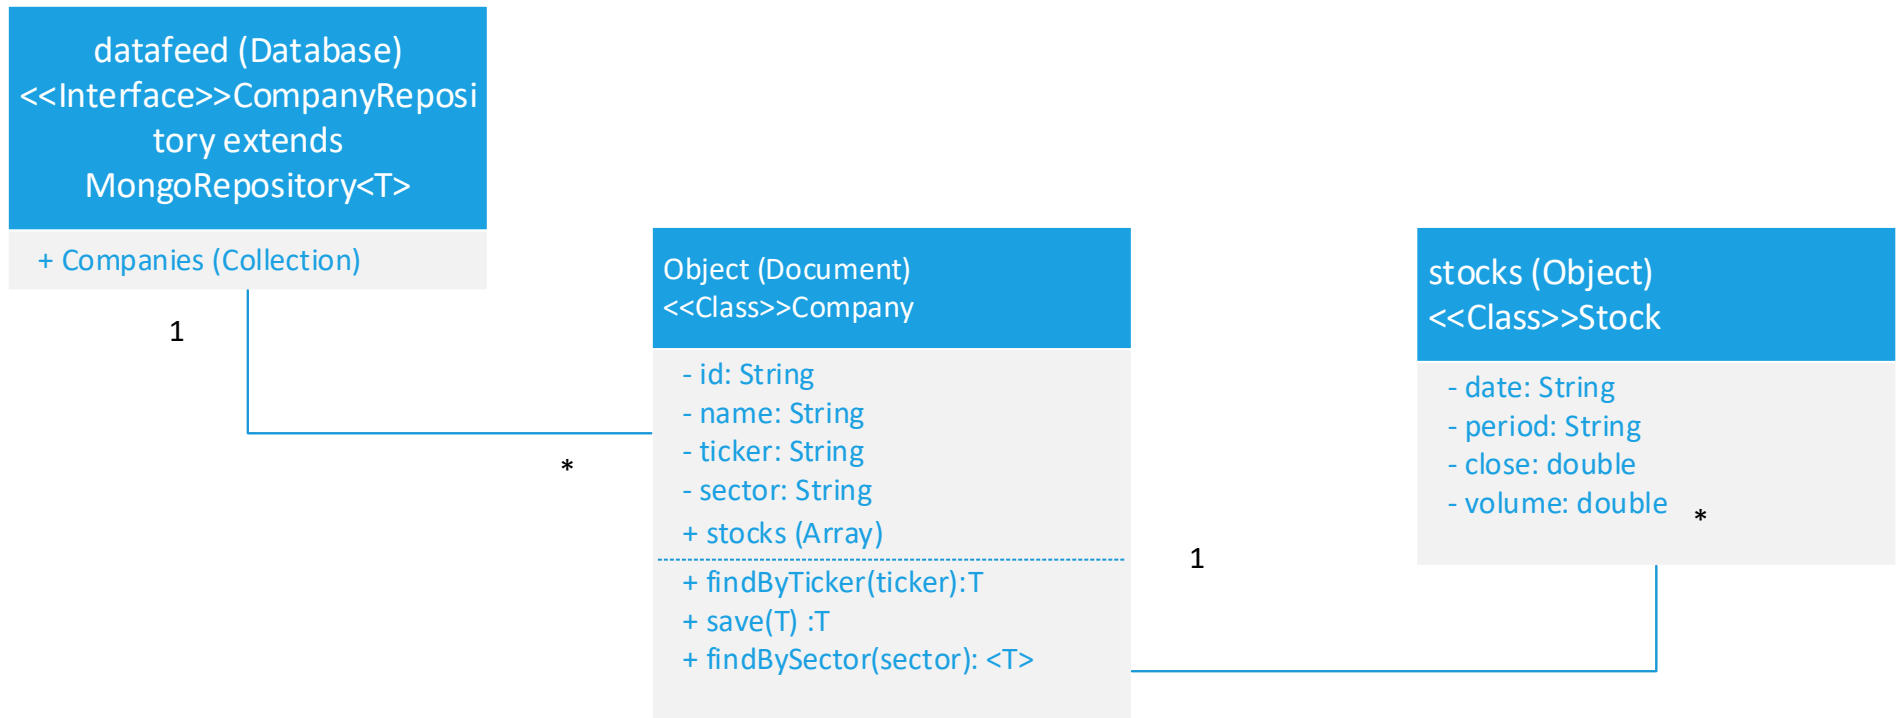 datafeed (Database)
<<Interface>>CompanyReposi
tory extends
MongoRepository<T>
+ Companies (Collection)
1
*
Object (Document)
<<Class>>Company
- id: String
- name: String
- ticker: String
- sector: String
+ stocks (Array)
+ findByTicker(ticker):T
+ save(T) :T
+ findBySector(sector): <T>
1
stocks (Object)
<<Class>>Stock
- date: String
- period: String
- close: double
- volume: double
*